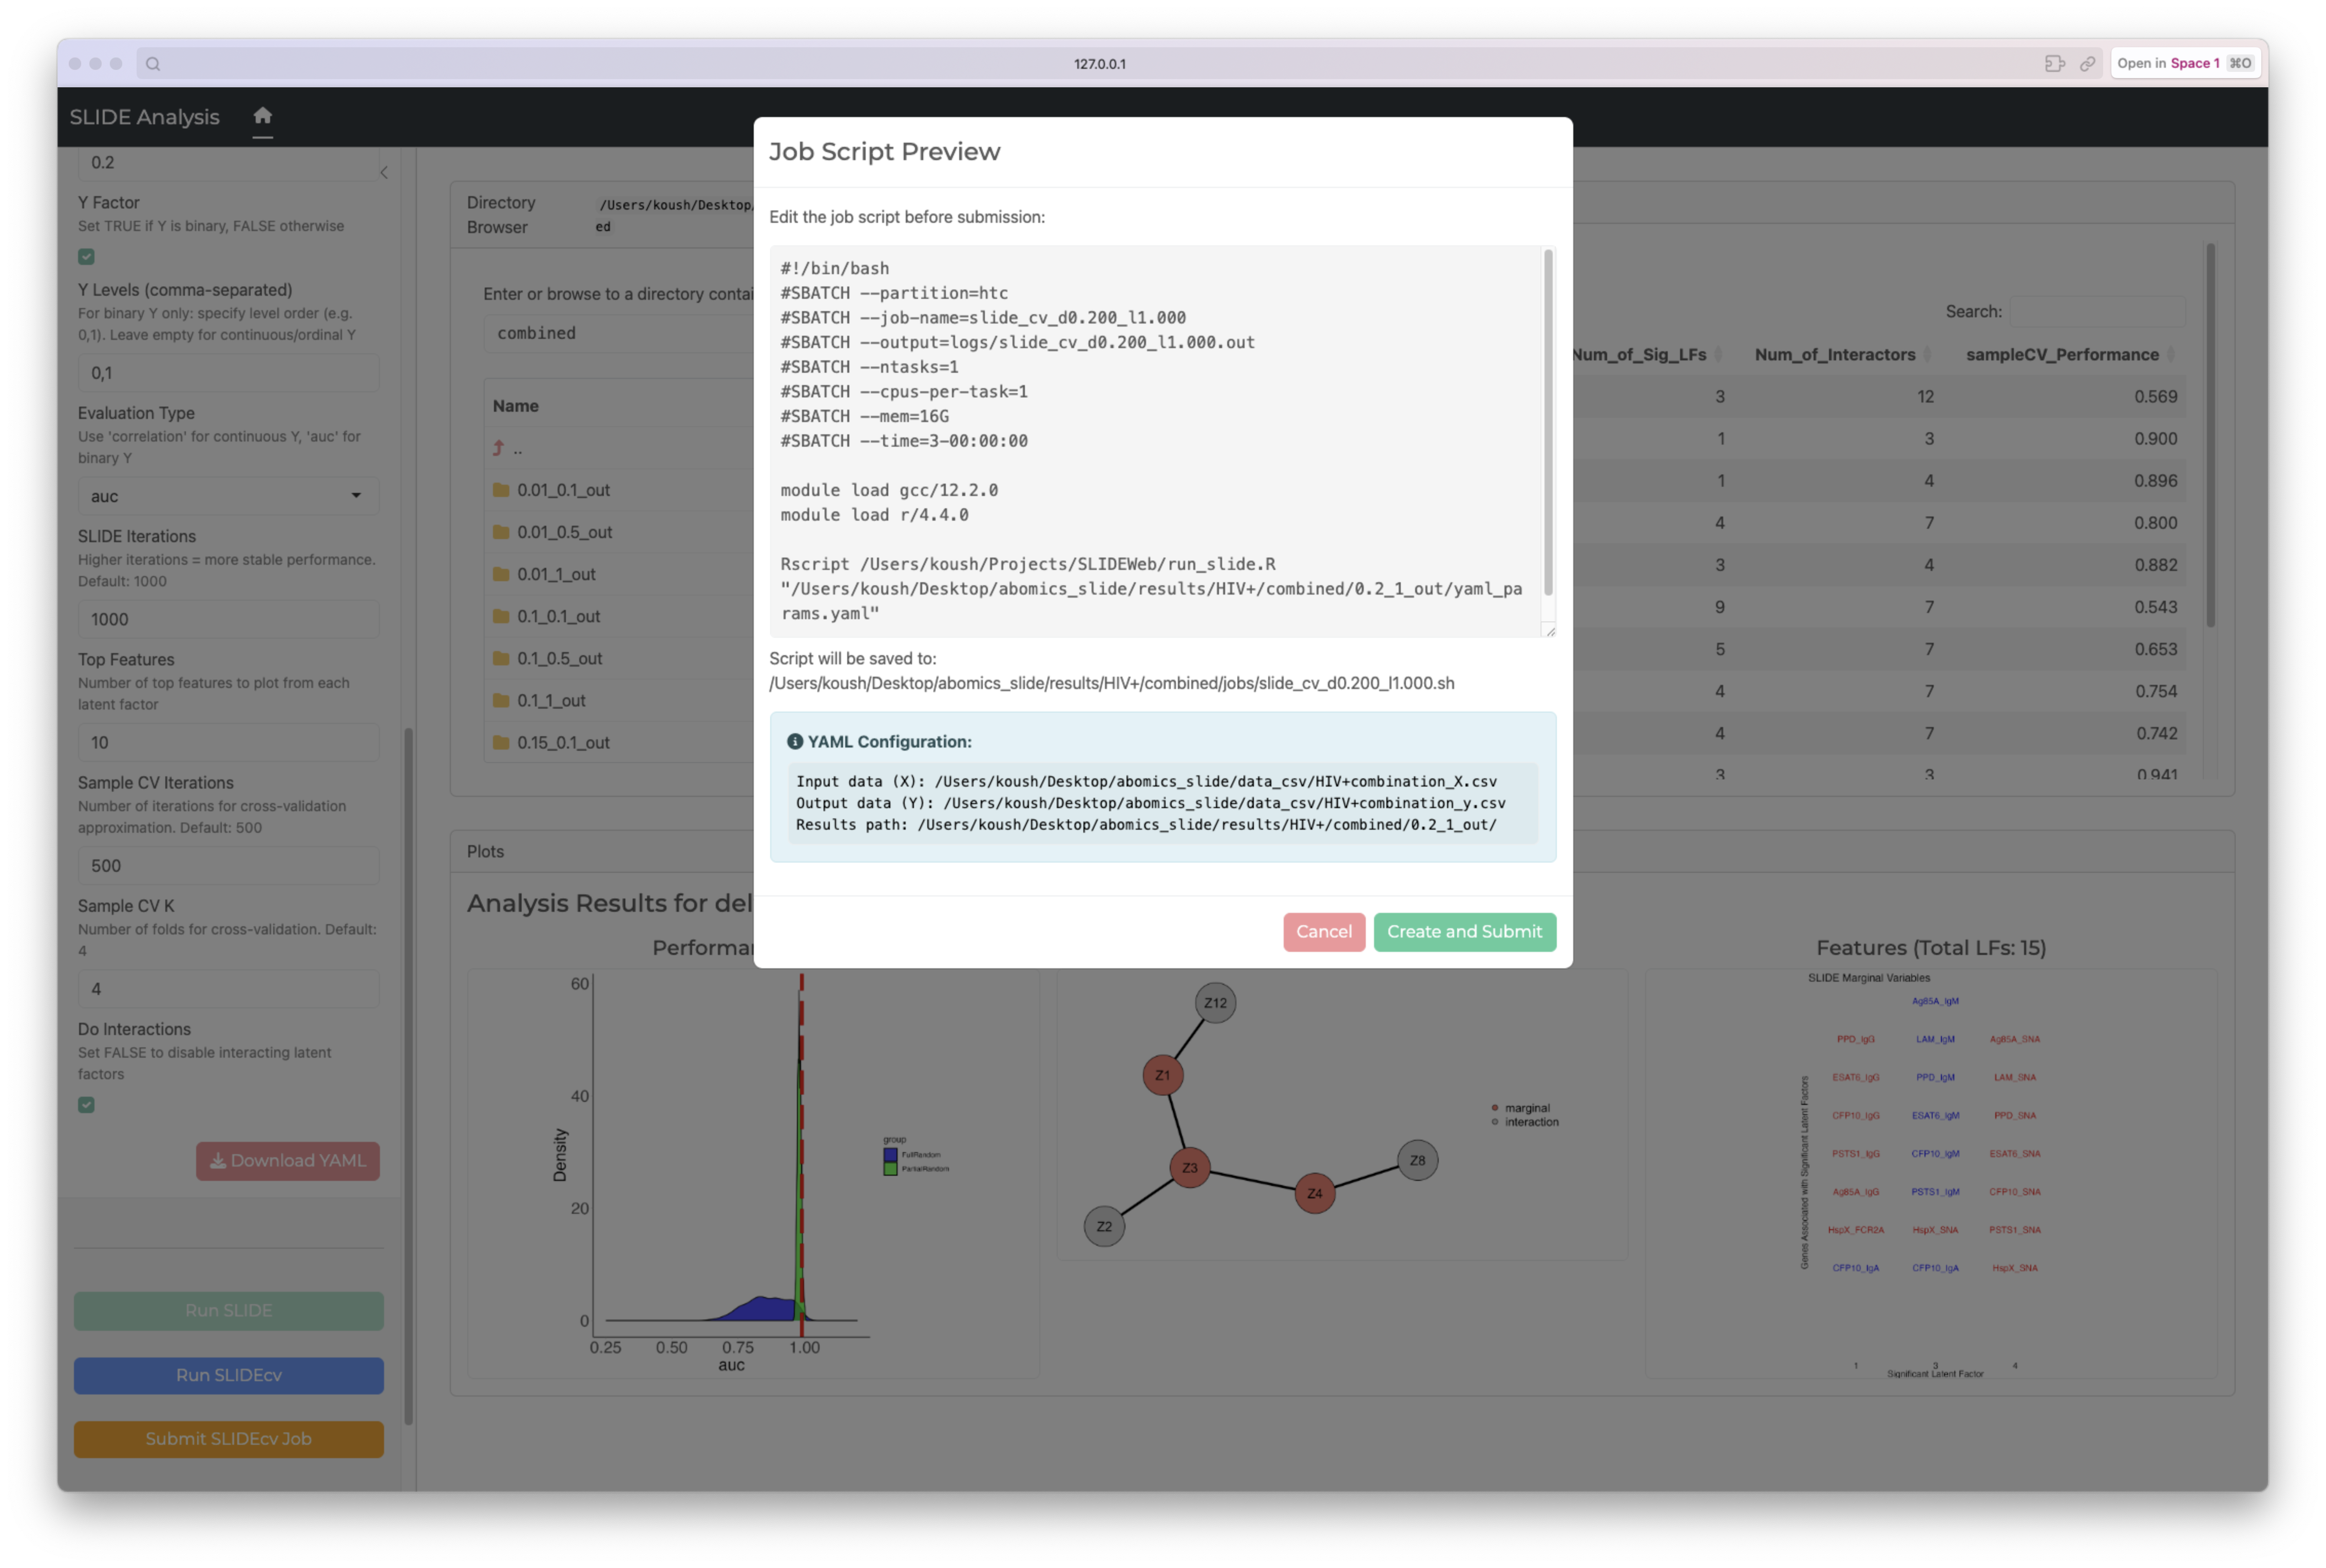 127.0.0.1
Open in Space 1 ⌘O
SLIDE Analysis
0.2
Y Factor
Set TRUE if Y is binary, FALSE otherwise
Y Levels (comma-separated)
For binary Y only: specify level order (e.g.
0,1). Leave empty for continuous/ordinal Y
0,1
Evaluation Type
Use 'correlation' for continuous Y, 'auc' for
binary Y
auc
SLIDE Iterations
Higher iterations = more stable performance.
Default: 1000
1000
Top Features
Number of top features to plot from each
latent factor
10
Sample CV Iterations
Number of iterations for cross-validation
approximation. Default: 500
500
Sample CV K
Number of folds for cross-validation. Default:
4
4
Do Interactions
Set FALSE to disable interacting latent
factors
Download YAML
Run SLIDE
Run SLIDEcv
Submit SLIDEcv Job
Directory
Browser
/Users/koush/Desktop/
ed
Enter or browse to a directory contai
combined
Name
..
0.01_0.1_out
0.01_0.5_out
0.01_1_out
0.1_0.1_out
0.1_0.5_out
0.1_1_out
0.15_0.1_out
Job Script Preview
Edit the job script before submission:
#!/bin/bash
#SBATCH --partition=htc
#SBATCH --job-name=slide_cv_d0.200_l1.000
#SBATCH --output=logs/slide_cv_d0.200_l1.000.out
#SBATCH --ntasks=1
#SBATCH --cpus-per-task=1
#SBATCH --mem=16G
#SBATCH --time=3-00:00:00
module load gcc/12.2.0
module load r/4.4.0
Rscript /Users/koush/Projects/SLIDEWeb/run_slide.R
"/Users/koush/Desktop/abomics_slide/results/HIV+/combined/0.2_1_out/yaml_pa
rams.yaml"
Script will be saved to:
/Users/koush/Desktop/abomics_slide/results/HIV+/combined/jobs/slide_cv_d0.200_l1.000.sh
YAML Configuration:
Input data (X): /Users/koush/Desktop/abomics_slide/data_csv/HIV+combination_X.csv
Output data (Y): /Users/koush/Desktop/abomics_slide/data_csv/HIV+combination_y.csv
Results path: /Users/koush/Desktop/abomics_slide/results/HIV+/combined/0.2_1_out/
Cancel
Create and Submit
Search:
Num_of_Sig_LFs Num_of_Interactors sampleCV_Performance
3 12 0.569
1 3 0.900
1 4 0.896
4 7 0.800
3 4 0.882
9 7 0.543
5 7 0.653
4 7 0.754
4 7 0.742
3 3 0.941
Plots
Analysis Results for del
Performa
60
40
20
0
Density
0.25 0.50 0.75 1.00
auc
group
FullRandom
PartialRandom
Z12
Z1
Z3
Z4
Z8
Z2
marginal
interaction
Features (Total LFs: 15)
SLIDE Marginal Variables
Genes Associated with Significant Latent Factors
Ag85A_IgM
PPD_IgG LAM_IgM Ag85A_SNA
ESAT6_IgG PPD_IgM LAM_SNA
CFP10_IgG ESAT6_IgM PPD_SNA
PSTS1_IgG CFP10_IgM ESAT6_SNA
Ag85A_IgG PSTS1_IgM CFP10_SNA
HspX_FCR2A HspX_SNA PSTS1_SNA
CFP10_IgA CFP10_IgA HspX_SNA
1 3 4
Significant Latent Factor